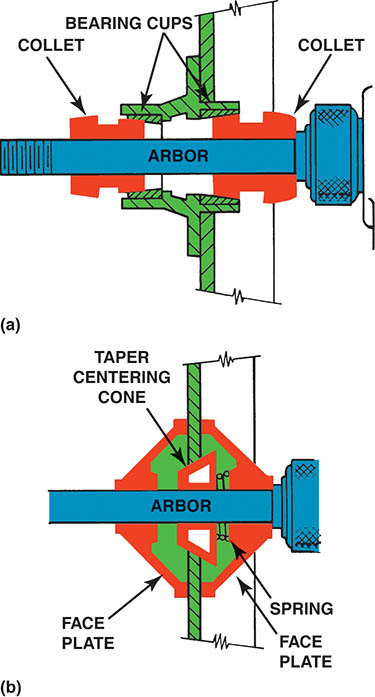 BEARING CUPS
COLLET
COLLET
ARBOR
(a)
TAPER
CENTERING
CONE
ARBOR
SPRING
FACE
PLATE
FACE
PLATE
(b)